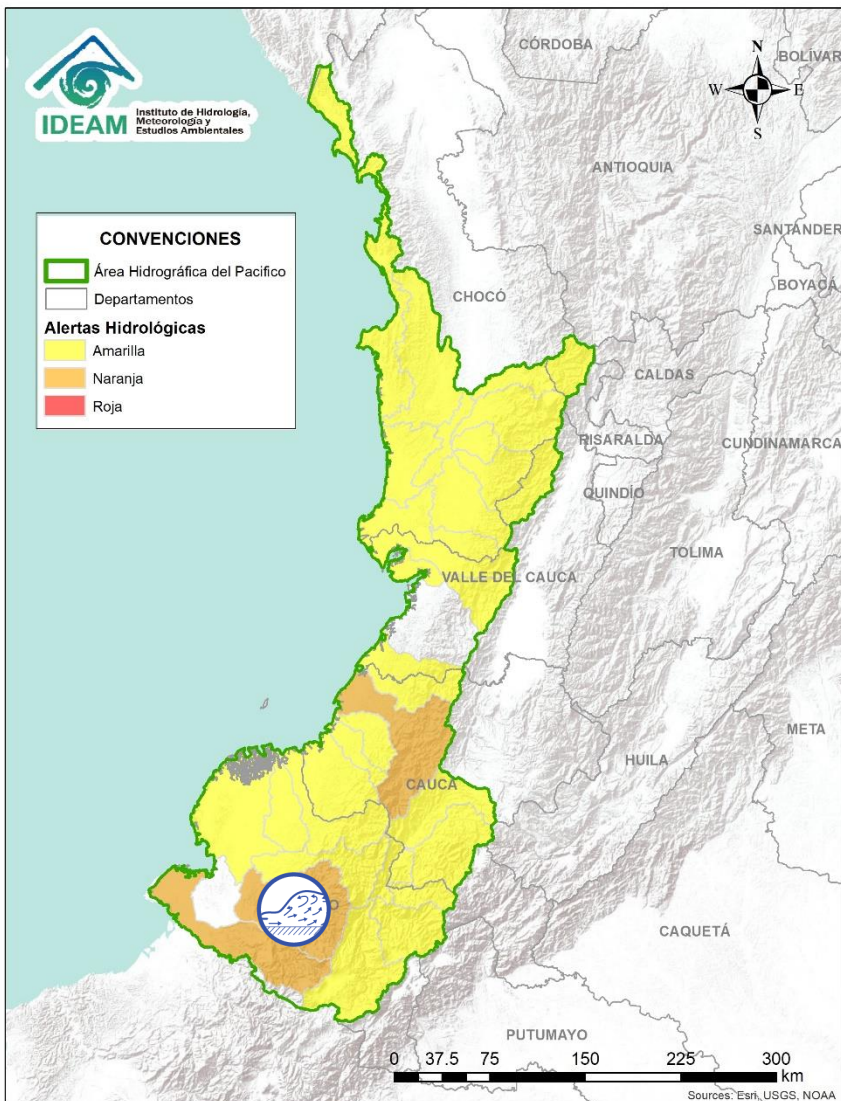 IDEAM
Instituto de Hidrología,
Meteorología y
Estudios Ambientales
CÓRDOBA
BOLÍVAR
N
W
E
S
ANTIOQUIA
SANTANDER
BOYACÁ
CONVENCIONES
Área Hidrográfica del Pacifico
Departamentos
Alertas Hidrológicas
Amarilla
Naranja
Roja
CHOCÓ
CALDAS
RISARALDA
CUNDINAMARCA
QUINDÍO
TOLIMA
VALLE DEL CAUCA
META
HUILA
CAUCA
CAQUETÁ
PUTUMAYO
0 37.5 75 150 225 300
km
Sources: Esri, USGS, NOAA